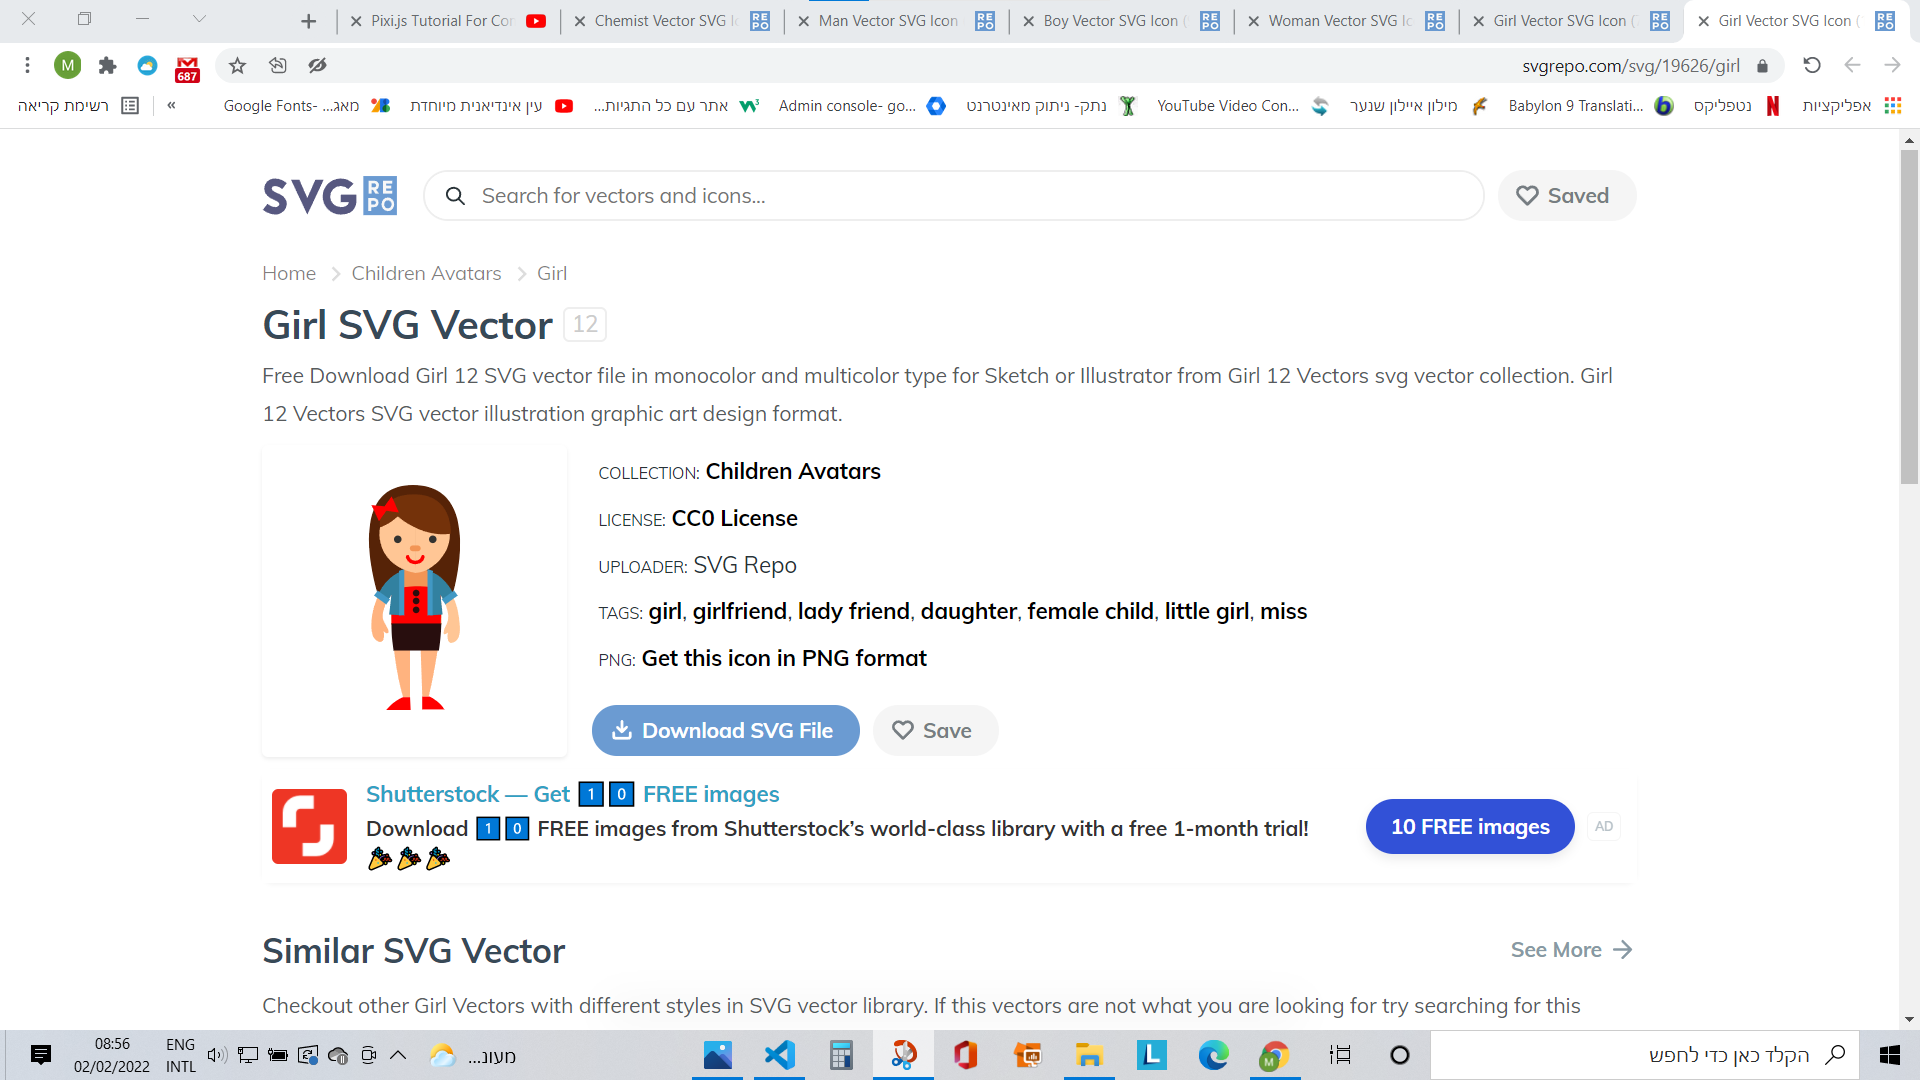 Pixi.js Tutorial For Cor
Chemist Vector SVG Ic
Man Vector SVG Icon
Boy Vector SVG Icon (
Woman Vector SVG Ic
Girl Vector SVG Icon (
Girl Vector SVG Icon (
M
687
svgrepo.com/svg/19626/girl
רשימת קריאה
«
Google Fonts- מאג...
עין אינדיאנית מיוחדת
אתר עם כל התגיות...
Admin console- go...
נתק- ניתוק מאינטרנט
YouTube Video Con...
מילון איילון שנער
Babylon 9 Translati...
נטפליקס
אפליקציות
SVG REPO
Search for vectors and icons...
Saved
Home
Children Avatars
Girl
Girl SVG Vector 12
Free Download Girl 12 SVG vector file in monocolor and multicolor type for Sketch or Illustrator from Girl 12 Vectors svg vector collection. Girl
12 Vectors SVG vector illustration graphic art design format.
COLLECTION: Children Avatars
LICENSE: CC0 License
UPLOADER: SVG Repo
TAGS: girl, girlfriend, lady friend, daughter, female child, little girl, miss
PNG: Get this icon in PNG format
Download SVG File
Save
Shutterstock — Get 1 0 FREE images
Download 1 0 FREE images from Shutterstock’s world-class library with a free 1-month trial!
10 FREE images
AD
Similar SVG Vector
See More
Checkout other Girl Vectors with different styles in SVG vector library. If this vectors are not what you are looking for try searching for this
08:56
02/02/2022
ENG
INTL
מעונ...
הקלד כאן כדי לחפש